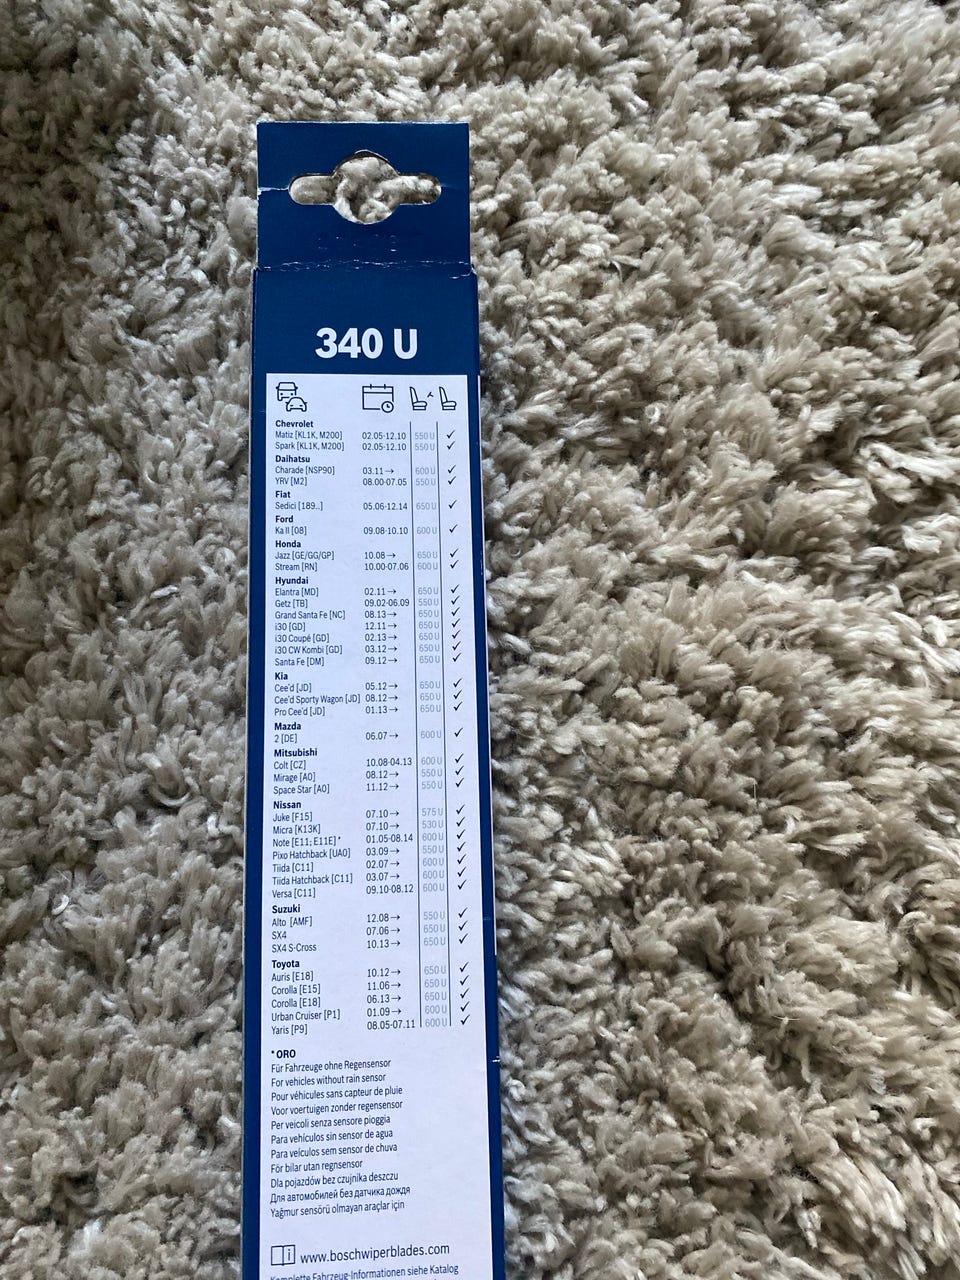 340 U
Chevrolet
Matiz [KL1K, M200] 02.05-12.10 550 U ✓
Spark [KL1K, M200] 02.05-12.10 550 U ✓
Daihatsu
Charade [NSP90] 03.11→ 600 U ✓
YRV [M2] 08.00-07.05 550 U ✓
Fiat
Sedici [189..] 05.06-12.14 650 U ✓
Ford
Ka II [08] 09.08-10.10 600 U ✓
Honda
Jazz [GE/GG/GP] 10.08→ 650 U ✓
Stream [RN] 10.00-07.06 600 U ✓
Hyundai
Elantra [MD] 02.11→ 650 U ✓
Getz [TB] 09.02-06.09 550 U ✓
Grand Santa Fe [NC] 08.13→ 650 U ✓
i30 [GD] 12.11→ 650 U ✓
i30 Coupé [GD] 02.13→ 650 U ✓
i30 CW Kombi [GD] 03.12→ 650 U ✓
Santa Fe [DM] 09.12→ 650 U ✓
Kia
Cee'd [JD] 05.12→ 650 U ✓
Cee'd Sporty Wagon [JD] 08.12→ 650 U ✓
Pro Cee'd [JD] 01.13→ 650 U ✓
Mazda
2 [DE] 06.07→ 600 U ✓
Mitsubishi
Colt [CZ] 10.08-04.13 600 U ✓
Mirage [A0] 08.12→ 550 U ✓
Space Star [A0] 11.12→ 550 U ✓
Nissan
Juke [F15] 07.10→ 575 U ✓
Micra [K13K] 07.10→ 530 U ✓
Note [E11; E11E]* 01.05-08.14 600 U ✓
Pixo Hatchback [UA0] 03.09→ 550 U ✓
Tiida [C11] 02.07→ 600 U ✓
Tiida Hatchback [C11] 03.07→ 600 U ✓
Versa [C11] 09.10-08.12 600 U ✓
Suzuki
Alto [AMF] 12.08→ 550 U ✓
SX4 07.06→ 650 U ✓
SX4 S-Cross 10.13→ 650 U ✓
Toyota
Auris [E18] 10.12→ 650 U ✓
Corolla [E15] 11.06→ 650 U ✓
Corolla [E18] 06.13→ 650 U ✓
Urban Cruiser [P1] 01.09→ 600 U ✓
Yaris [P9] 08.05-07.11 600 U ✓
* ORO
Für Fahrzeuge ohne Regensensor
For vehicles without rain sensor
Pour véhicules sans capteur de pluie
Voor voertuigen zonder regensensor
Per veicoli senza sensore pioggia
Para vehículos sin sensor de agua
Para veículos sem sensor de chuva
För bilar utan regnsensor
Dla pojazdów bez czujnika deszczu
Для автомобилей без датчика дождя
Yağmur sensörü olmayan araçlar için
www.boschwiperblades.com
Komplette Fahrzeug-Informationen siehe Katalog